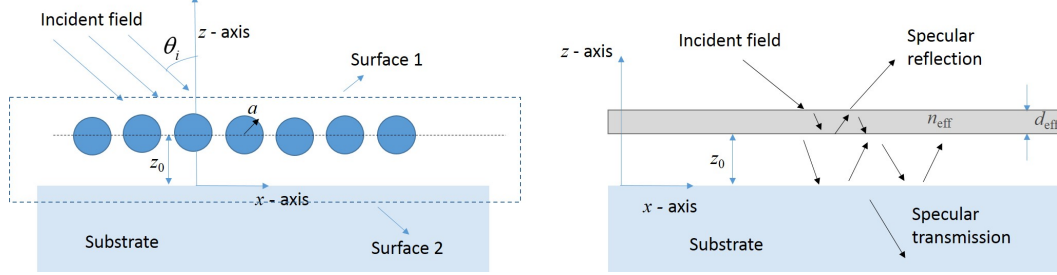 Incident field
θi
z - axis
Surface 1
a
z0
x - axis
Substrate
Surface 2
Incident field
Specular
reflection
z - axis
neff
deff
z0
x - axis
Substrate
Specular
transmission